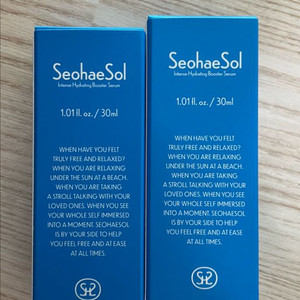 SeohaeSol
Intense Hydrating Booster Serum
1.01 fl. oz. / 30ml
WHEN HAVE YOU FELT
TRULY FREE AND RELAXED?
WHEN YOU ARE RELAXING
UNDER THE SUN AT A BEACH.
WHEN YOU ARE TAKING
A STROLL TALKING WITH YOUR
LOVED ONES. WHEN YOU SEE
YOUR WHOLE SELF IMMERSED
INTO A MOMENT. SEOHAESOL
IS BY YOUR SIDE TO HELP
YOU FEEL FREE AND AT EASE
AT ALL TIMES.
SeohaeSol
Intense Hydrating Booster Serum
1.01 fl. oz. / 30ml
WHEN HAVE YOU FELT
TRULY FREE AND RELAXED?
WHEN YOU ARE RELAXING
UNDER THE SUN AT A BEACH.
WHEN YOU ARE TAKING
A STROLL TALKING WITH YOUR
LOVED ONES. WHEN YOU SEE
YOUR WHOLE SELF IMMERSED
INTO A MOMENT. SEOHAESOL
IS BY YOUR SIDE TO HELP
YOU FEEL FREE AND AT EASE
AT ALL TIMES.